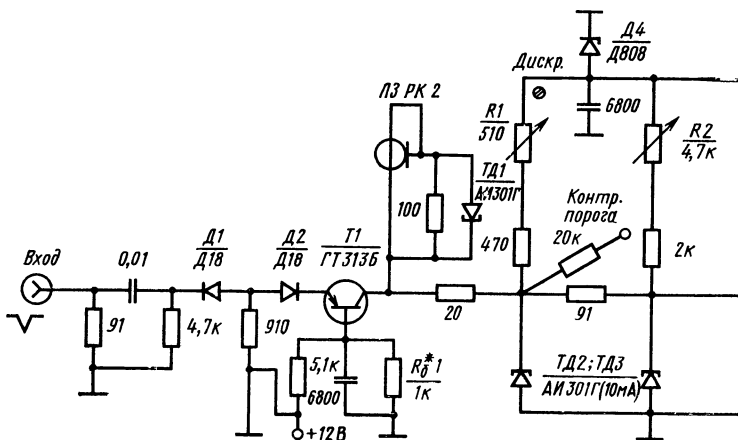 Д4
Д808
Дискр.
ЛЗ РК 2
R1
510
6800
R2
4,7к
ТД1
АИ301Г
100
Контр.
порога
20к
Вход
0,01
Д1
Д18
Д2
Д18
Т1
ГТ313Б
470
2к
91
4,7к
910
20
91
5,1к
6800
Rб*1
1к
ТД2; ТД3
АИ301Г(10мА)
+12В